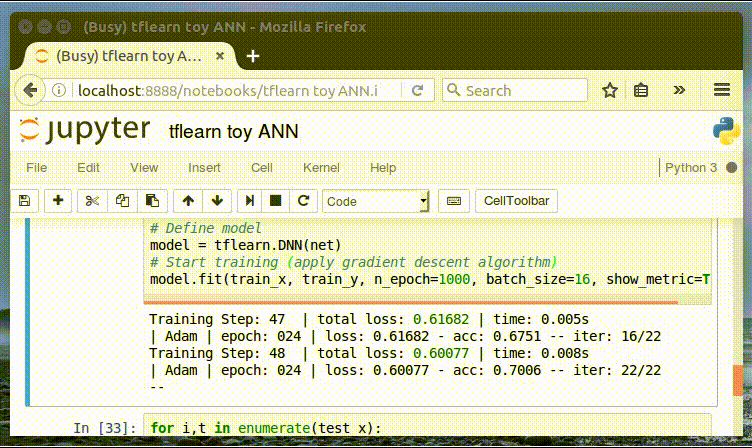 (Busy) tflearn toy ANN - Mozilla Firefox
(Busy) tflearn toy A...
localhost:8888/notebooks/tflearn toy ANN.i
Search
jupyter tflearn toy ANN
File Edit View Insert Cell Kernel Help Python 3
Code CellToolbar
# Define model
model = tflearn.DNN(net)
# Start training (apply gradient descent algorithm)
model.fit(train_x, train_y, n_epoch=1000, batch_size=16, show_metric=T
Training Step: 47 | total loss: 0.61682 | time: 0.005s
| Adam | epoch: 024 | loss: 0.61682 - acc: 0.6751 -- iter: 16/22
Training Step: 48 | total loss: 0.60077 | time: 0.008s
| Adam | epoch: 024 | loss: 0.60077 - acc: 0.7006 -- iter: 22/22
--
In [33]: for i,t in enumerate(test_x):